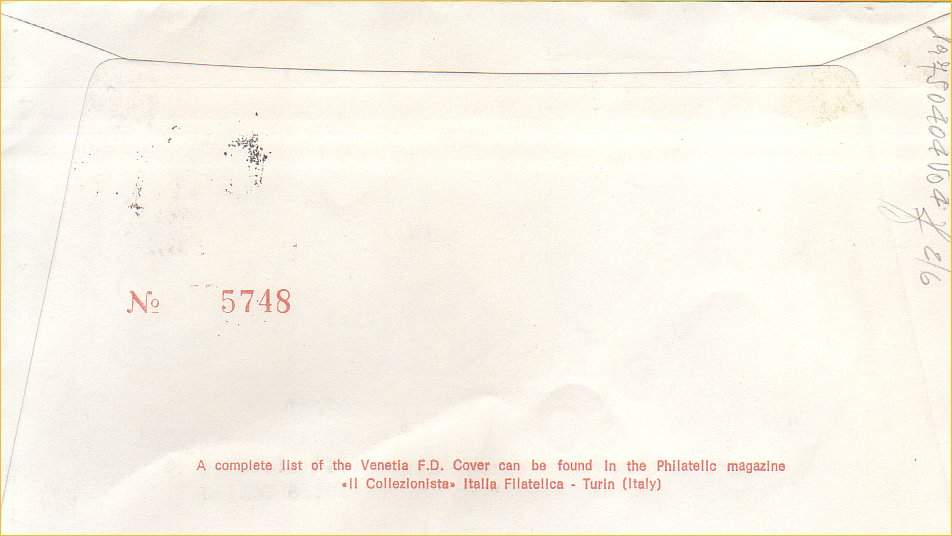 № 5748
A complete list of the Venetia F.D. Cover can be found in the Philatelic magazine
«Il Collezionista» Italia Filatelica - Turin (Italy)